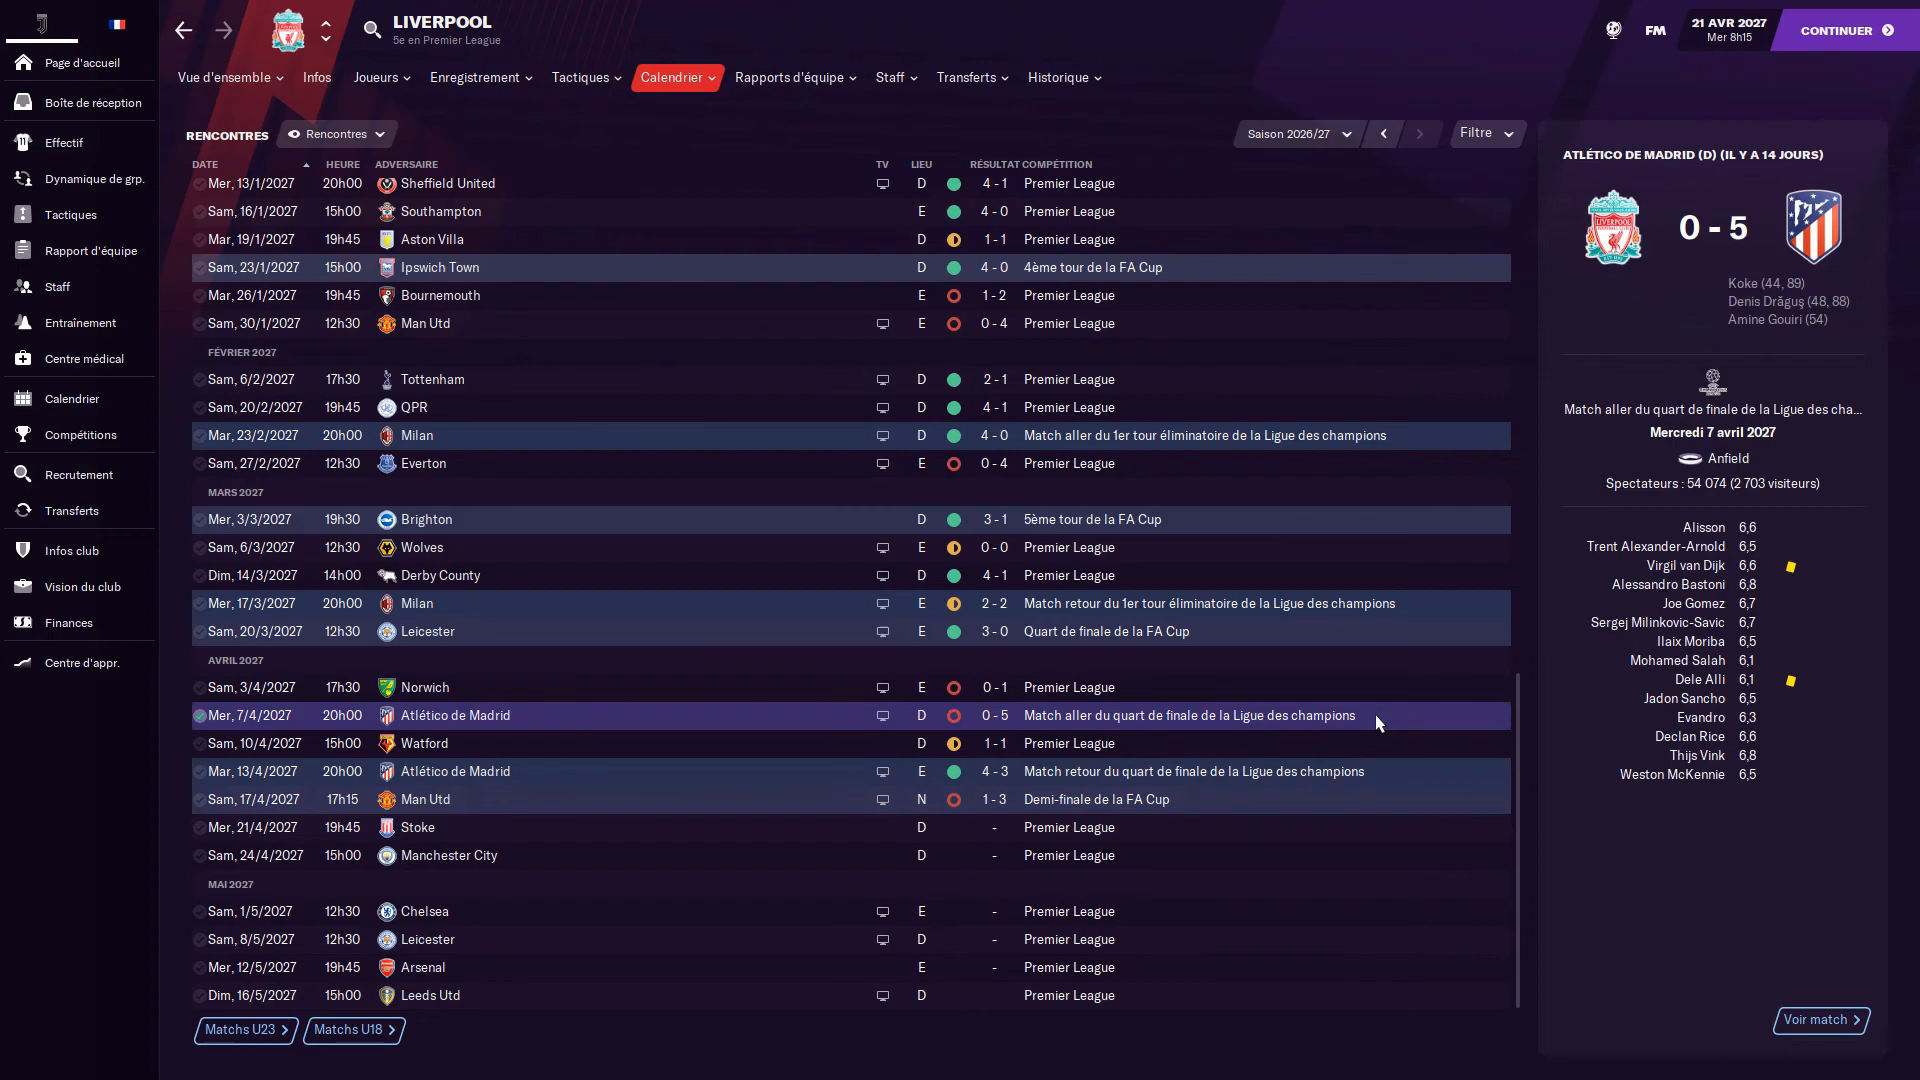 LIVERPOOL
5e en Premier League
FM
21 AVR 2027
Mer 8h15
CONTINUER
Page d'accueil
Boîte de réception
Effectif
Dynamique de grp.
Tactiques
Rapport d'équipe
Staff
Entraînement
Centre médical
Calendrier
Compétitions
Recrutement
Transferts
Infos club
Vision du club
Finances
Centre d'appr.
Vue d'ensemble Infos Joueurs Enregistrement Tactiques Calendrier Rapports d'équipe Staff Transferts Historique
RENCONTRES Rencontres Saison 2026/27 Filtre
DATE HEURE ADVERSAIRE TV LIEU RÉSULTAT COMPÉTITION
Mer, 13/1/2027 20h00 Sheffield United D 4 - 1 Premier League
Sam, 16/1/2027 15h00 Southampton E 4 - 0 Premier League
Mar, 19/1/2027 19h45 Aston Villa D 1 - 1 Premier League
Sam, 23/1/2027 15h00 Ipswich Town D 4 - 0 4ème tour de la FA Cup
Mar, 26/1/2027 19h45 Bournemouth E 1 - 2 Premier League
Sam, 30/1/2027 12h30 Man Utd E 0 - 4 Premier League
FÉVRIER 2027
Sam, 6/2/2027 17h30 Tottenham D 2 - 1 Premier League
Sam, 20/2/2027 19h45 QPR D 4 - 1 Premier League
Mar, 23/2/2027 20h00 Milan D 4 - 0 Match aller du 1er tour éliminatoire de la Ligue des champions
Sam, 27/2/2027 12h30 Everton E 0 - 4 Premier League
MARS 2027
Mer, 3/3/2027 19h30 Brighton D 3 - 1 5ème tour de la FA Cup
Sam, 6/3/2027 12h30 Wolves E 0 - 0 Premier League
Dim, 14/3/2027 14h00 Derby County D 4 - 1 Premier League
Mer, 17/3/2027 20h00 Milan E 2 - 2 Match retour du 1er tour éliminatoire de la Ligue des champions
Sam, 20/3/2027 12h30 Leicester E 3 - 0 Quart de finale de la FA Cup
AVRIL 2027
Sam, 3/4/2027 17h30 Norwich E 0 - 1 Premier League
Mer, 7/4/2027 20h00 Atlético de Madrid D 0 - 5 Match aller du quart de finale de la Ligue des champions
Sam, 10/4/2027 15h00 Watford D 1 - 1 Premier League
Mar, 13/4/2027 20h00 Atlético de Madrid E 4 - 3 Match retour du quart de finale de la Ligue des champions
Sam, 17/4/2027 17h15 Man Utd N 1 - 3 Demi-finale de la FA Cup
Mer, 21/4/2027 19h45 Stoke D - Premier League
Sam, 24/4/2027 15h00 Manchester City D - Premier League
MAI 2027
Sam, 1/5/2027 12h30 Chelsea E - Premier League
Sam, 8/5/2027 12h30 Leicester D - Premier League
Mer, 12/5/2027 19h45 Arsenal E - Premier League
Dim, 16/5/2027 15h00 Leeds Utd D Premier League
Matchs U23 Matchs U18
ATLÉTICO DE MADRID (D) (IL Y A 14 JOURS)
0 - 5
Koke (44, 89)
Denis Drăguş (48, 88)
Amine Gouiri (54)
Match aller du quart de finale de la Ligue des cha...
Mercredi 7 avril 2027
Anfield
Spectateurs : 54 074 (2 703 visiteurs)
Alisson 6,6
Trent Alexander-Arnold 6,5
Virgil van Dijk 6,6
Alessandro Bastoni 6,8
Joe Gomez 6,7
Sergej Milinkovic-Savic 6,7
Ilaix Moriba 6,5
Mohamed Salah 6,1
Dele Alli 6,1
Jadon Sancho 6,5
Evandro 6,3
Declan Rice 6,6
Thijs Vink 6,8
Weston McKennie 6,5
Voir match